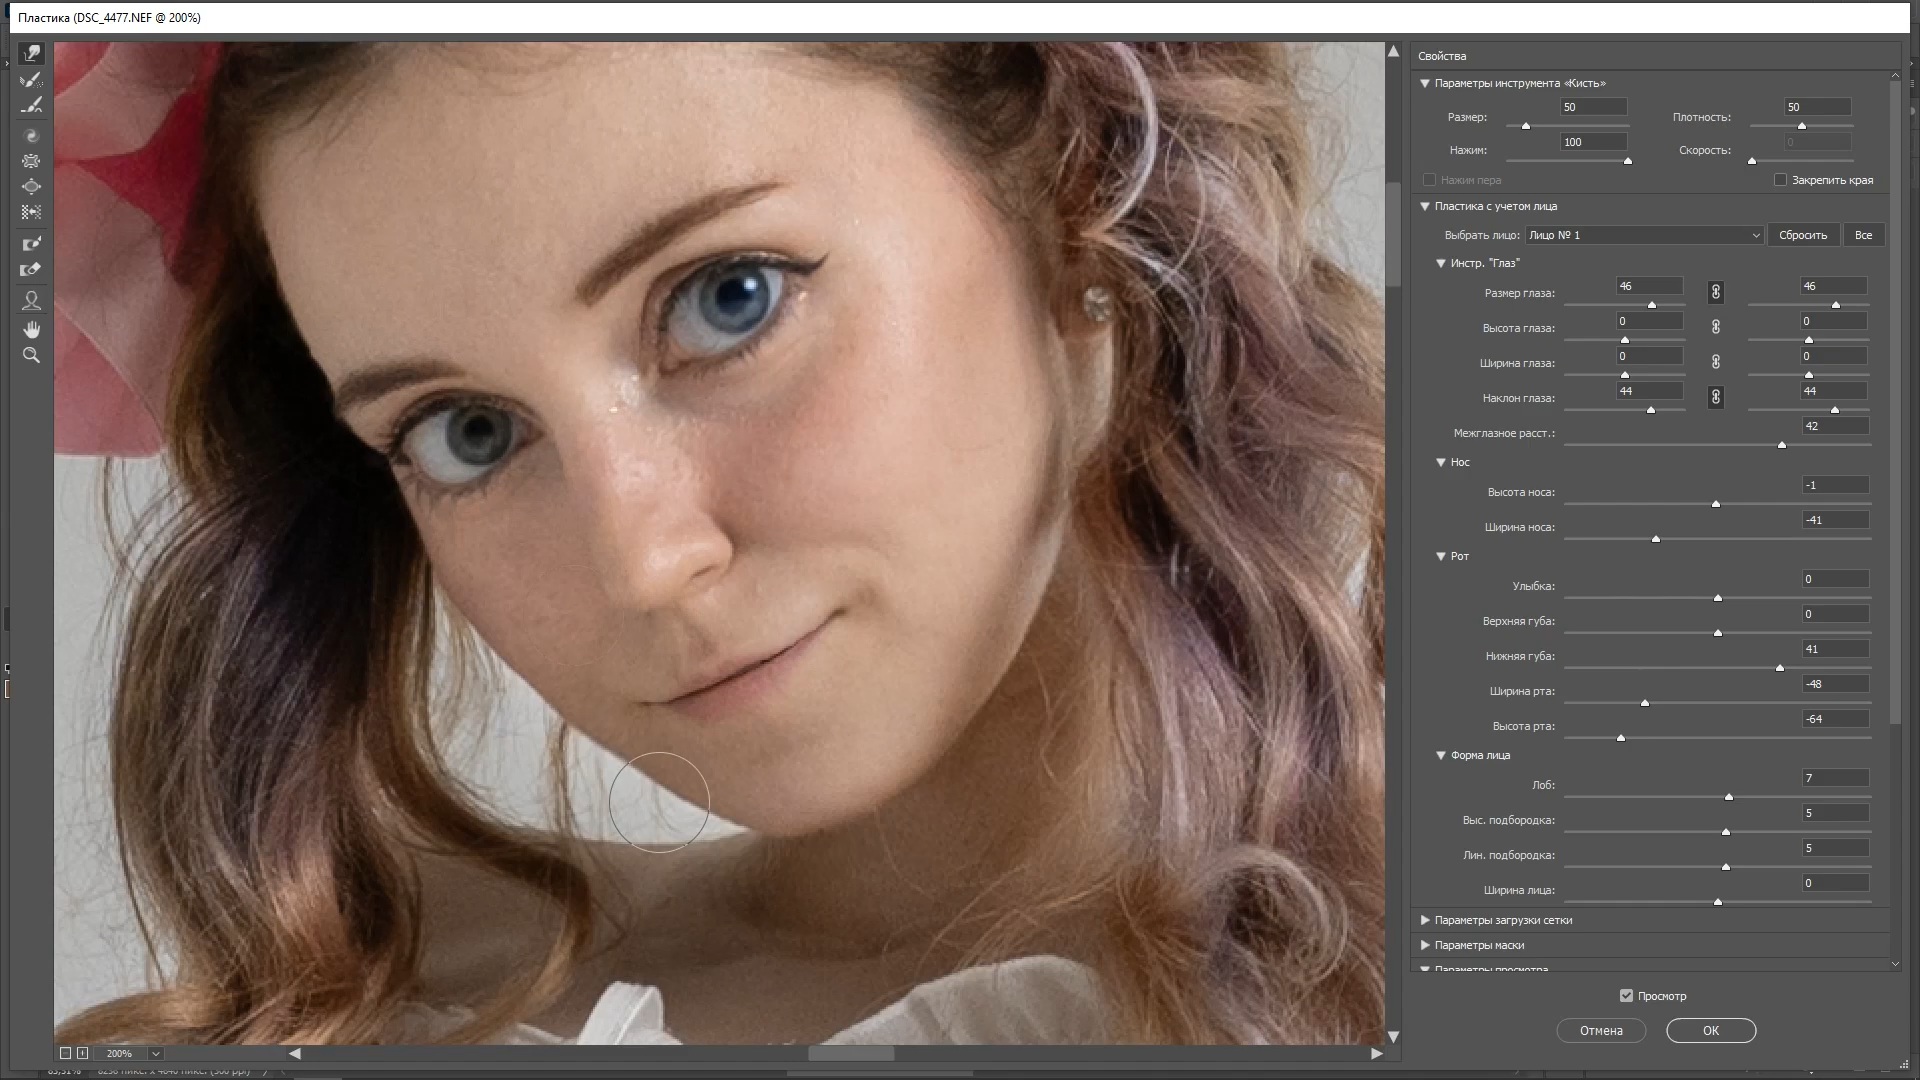 Пластика (DSC_4477.NEF @ 200%)
Свойства
Параметры инструмента «Кисть»
Размер: 50 Плотность: 50
Нажим: 100 Скорость: 0
Нажим пера Закрепить края
Пластика с учетом лица
Выбрать лицо: Лицо № 1 Сбросить Все
Инстр. "Глаз"
Размер глаза: 46 46
Высота глаза: 0 0
Ширина глаза: 0 0
Наклон глаза: 44 44
Межглазное расст.: 42
Нос
Высота носа: -1
Ширина носа: -41
Рот
Улыбка: 0
Верхняя губа: 0
Нижняя губа: 41
Ширина рта: -48
Высота рта: -64
Форма лица
Лоб: 7
Выс. подбородка: 5
Лин. подбородка: 5
Ширина лица: 0
Параметры загрузки сетки
Параметры маски
Параметры просмотра
Просмотр
Отмена ОК
200%